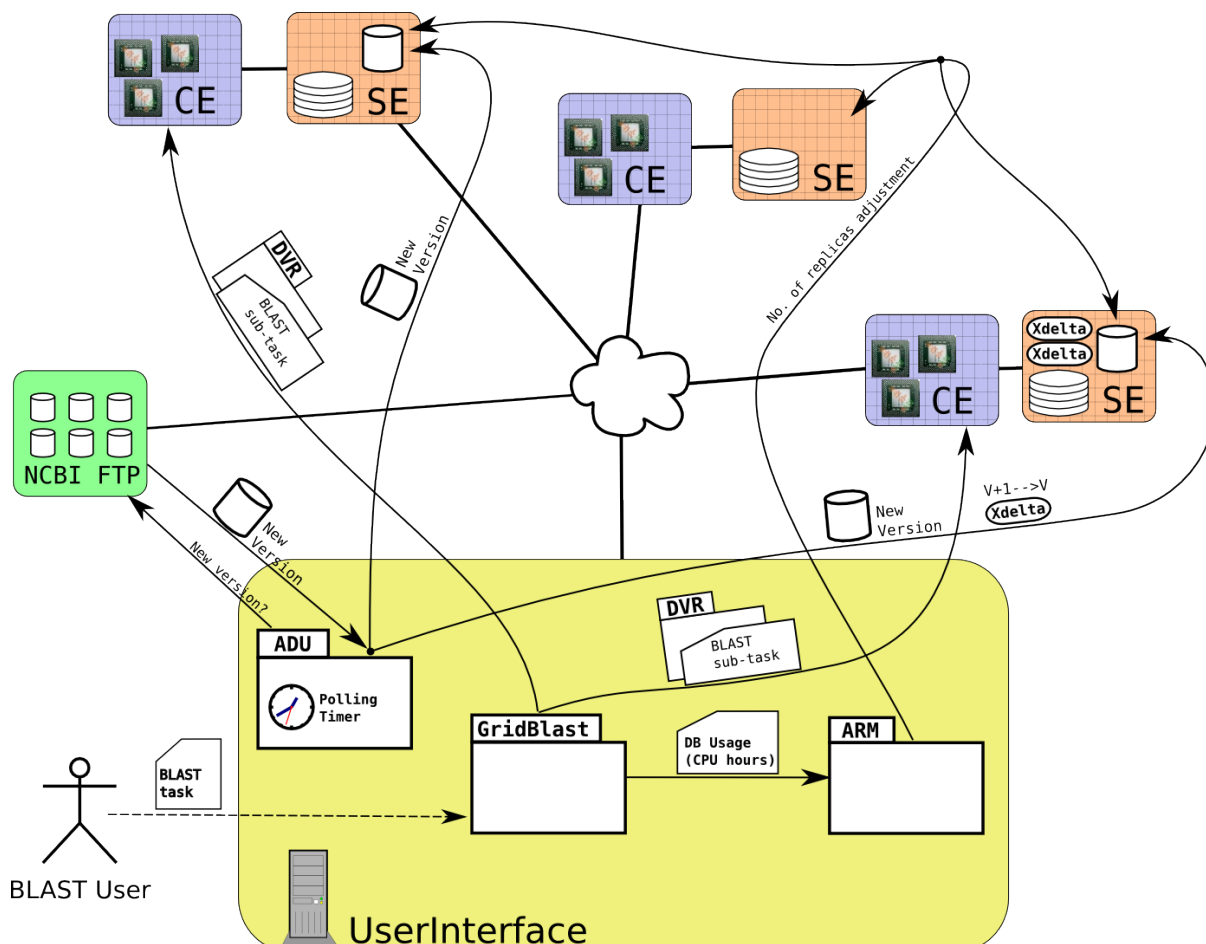 CE
SE
CE
SE
No. of replicas adjustment
New
Version
DVR
BLAST
sub-task
Xdelta
Xdelta
CE
SE
NCBI FTP
New
Version
New version?
V+1-->V
Xdelta
New
Version
ADU
Polling
Timer
DVR
BLAST
sub-task
GridBlast
DB Usage
(CPU hours)
ARM
BLAST
task
BLAST User
UserInterface